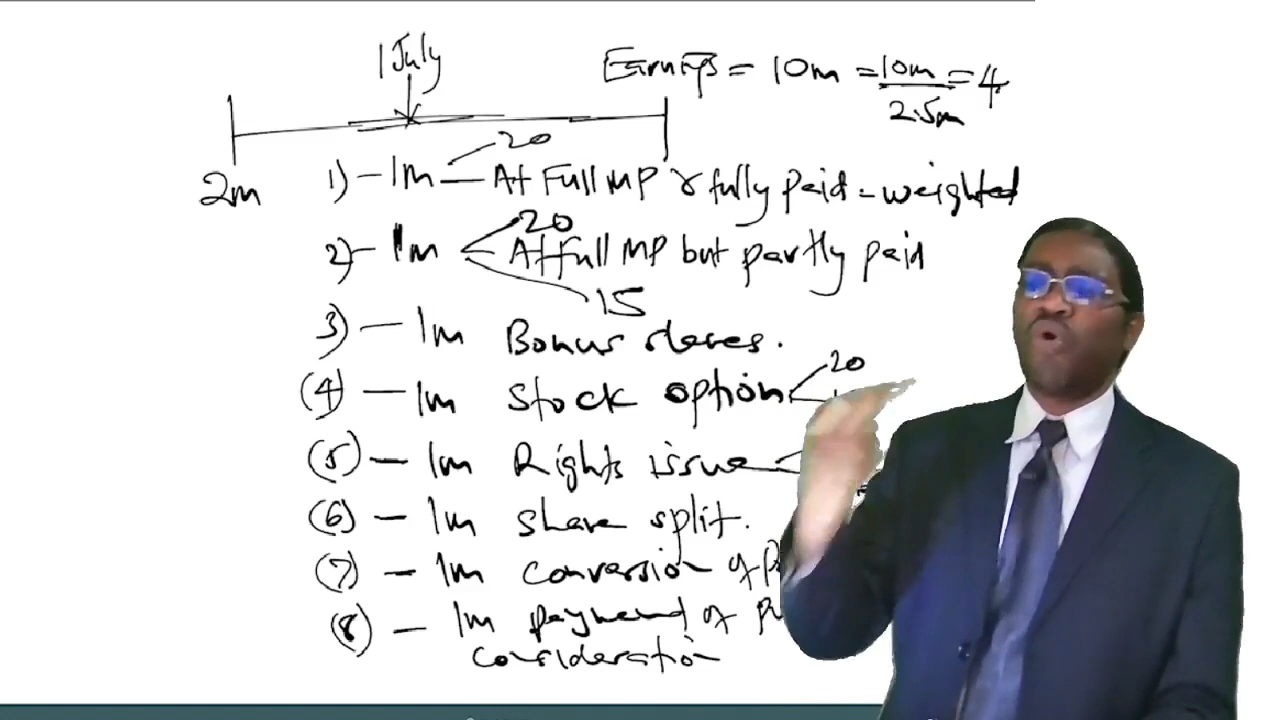 1 July
Earnings = 10m = 10m = 4
2.5m
20
2m
1) - 1m - At Full MP & fully paid = weighted
20
2) - 1m At full MP but partly paid
15
3) - 1m Bonus shares.
20
(4) - 1m Stock option
(5) - 1m Rights issue
(6) - 1m share split.
(7) - 1m conversion of
(8) - 1m payment of
consideration